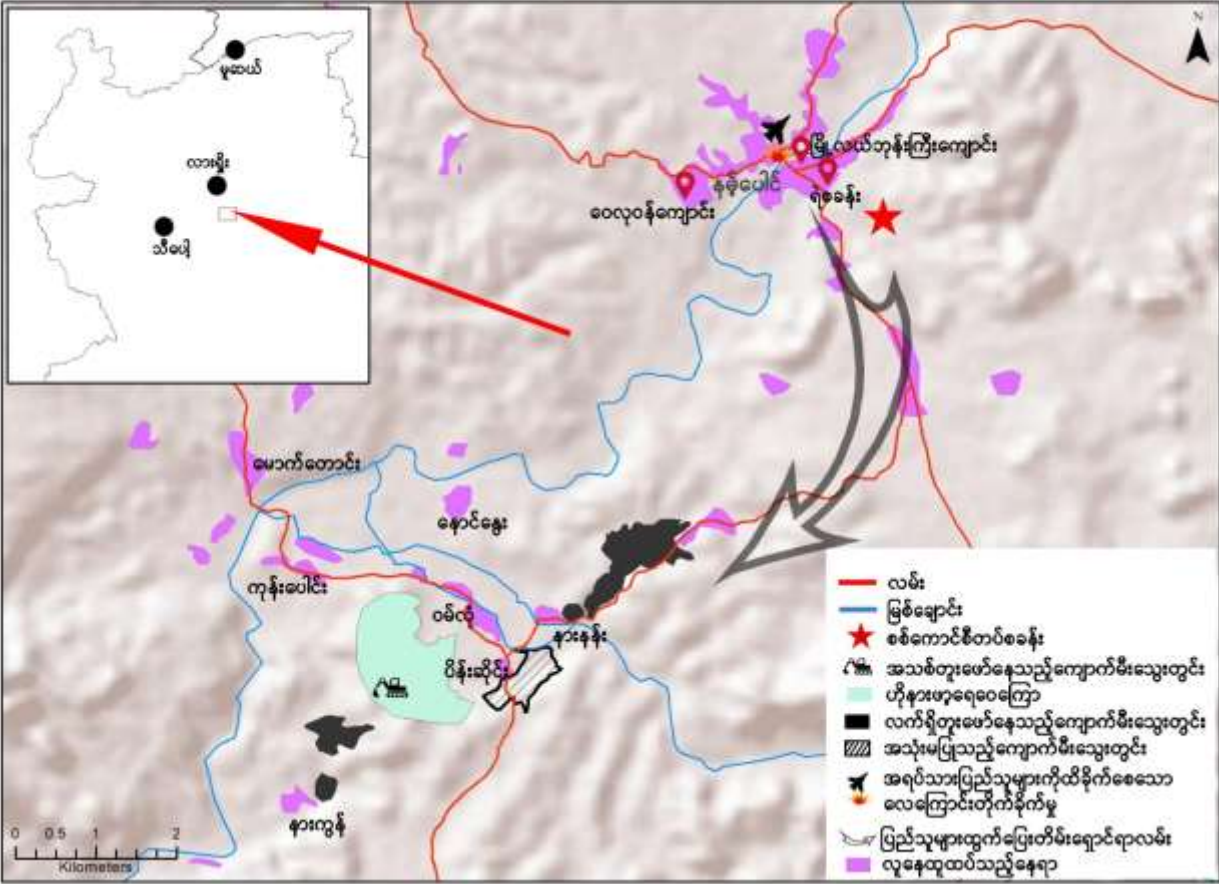 N
မူဆယ်
လားရှိုး
သီပေါ့
မြို့လယ်ဘုန်းကြီးကျောင်း
နမ့်ပေါင်
ရဲစခန်း
ဝေလုဝန်ကျောင်း
မောက်တောင်း
နောင်နွေး
ကုန်းပေါင်း
ဝမ်လုံ
နားနန်း
ပိန်းဆိုင်း
နားကွန်
0 0.5 1 2
Kilometers
လမ်း
မြစ်ချောင်း
စစ်ကောင်စီတပ်စခန်း
အသစ်တူးဖော်နေသည့်ကျောက်မီးသွေးတွင်း
ဟိုနားဖာ့ရေဝေကြော
လက်ရှိတူးဖော်နေသည့်ကျောက်မီးသွေးတွင်း
အသုံးမပြုသည့်ကျောက်မီးသွေးတွင်း
အရပ်သားပြည်သူများကိုထိခိုက်စေသော
လေကြောင်းတိုက်ခိုက်မှု
ပြည်သူများထွက်ပြေးတိမ်းရှောင်ရာလမ်း
လူနေထူထပ်သည့်နေရာ